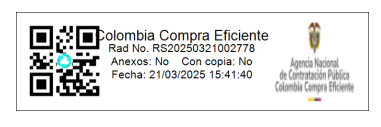 Colombia Compra Eficiente
Rad No. RS20250321002778
Anexos: No Con copia: No
Fecha: 21/03/2025 15:41:40
Agencia Nacional
de Contratación Pública
Colombia Compra Eficiente